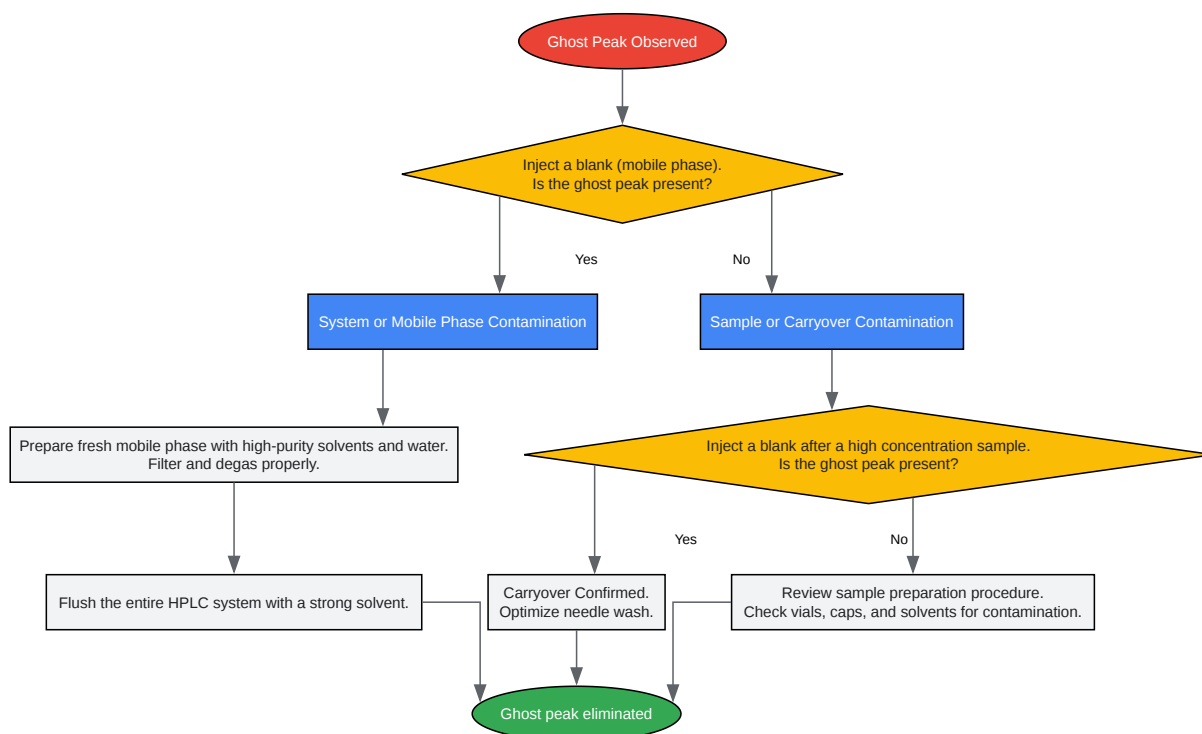 Ghost Peak Observed
Inject a blank (mobile phase).
Is the ghost peak present?
Yes
No
System or Mobile Phase Contamination
Sample or Carryover Contamination
Prepare fresh mobile phase with high-purity solvents and water.
Filter and degas properly.
Inject a blank after a high concentration sample.
Is the ghost peak present?
Yes
No
Flush the entire HPLC system with a strong solvent.
Carryover Confirmed.
Optimize needle wash.
Review sample preparation procedure.
Check vials, caps, and solvents for contamination.
Ghost peak eliminated